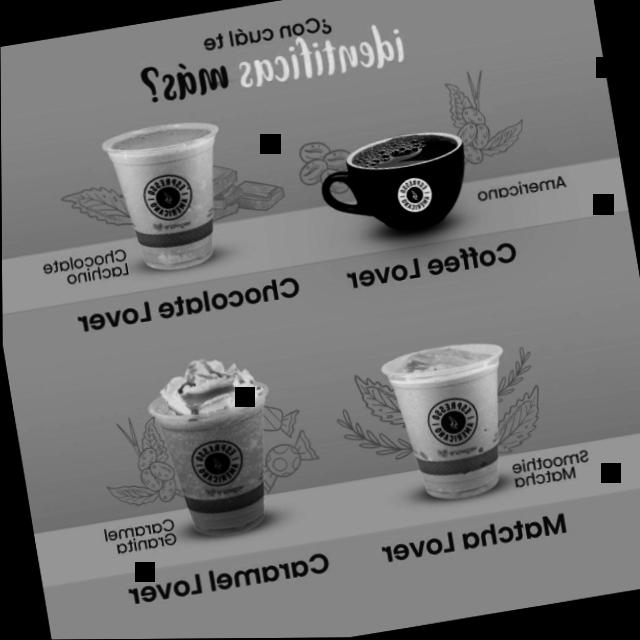 ¿Con cuál te
identificas más?
Americano
Coffee Lover
Chocolate
Lachino
Chocolate Lover
Smoothie
Matcha
Matcha Lover
Caramel
Granita
Caramel Lover